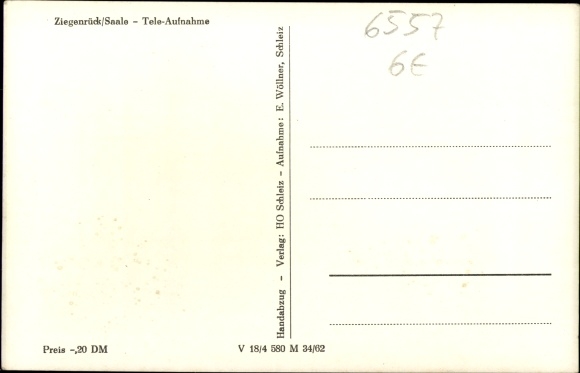 Ziegenrück/Saale - Tele-Aufnahme
6557
6€
Handabzug - Verlag: HO Schleiz - Aufnahme: E. Wöllner, Schleiz
Preis -,20 DM
V 18/4 580 M 34/62